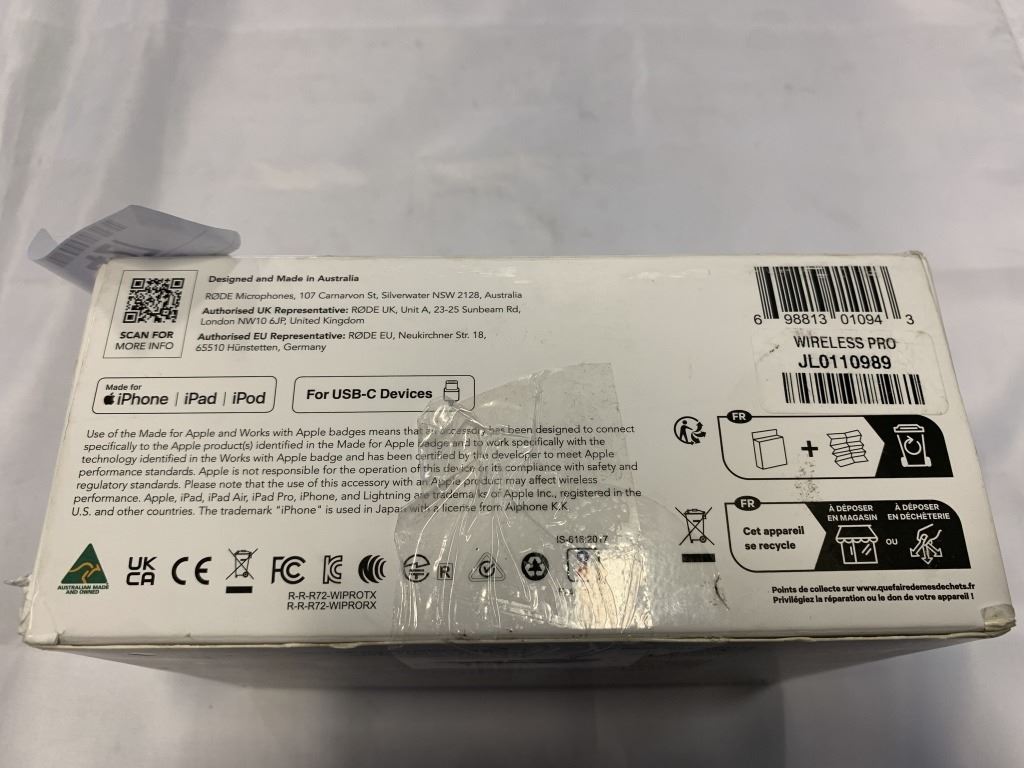 Designed and Made in Australia
RØDE Microphones, 107 Carnarvon St, Silverwater NSW 2128, Australia
Authorised UK Representative: RØDE UK, Unit A, 23-25 Sunbeam Rd,
London NW10 6JP, United Kingdom
Authorised EU Representative: RØDE EU, Neukirchner Str. 18,
65510 Hünstetten, Germany
SCAN FOR
MORE INFO
Made for
iPhone | iPad | iPod
For USB-C Devices
Use of the Made for Apple and Works with Apple badges means that an accessory has been designed to connect
specifically to the Apple product(s) identified in the Made for Apple badge and to work specifically with the
technology identified in the Works with Apple badge and has been certified by the developer to meet Apple
performance standards. Apple is not responsible for the operation of this device or its compliance with safety and
regulatory standards. Please note that the use of this accessory with an Apple product may affect wireless
performance. Apple, iPad, iPad Air, iPad Pro, iPhone, and Lightning are trademarks of Apple Inc., registered in the
U.S. and other countries. The trademark "iPhone" is used in Japan with a license from Aiphone K.K.
AUSTRALIAN MADE
AND OWNED
UK
CA
CE
FC
R
R-R-R72-WIPROTX
R-R-R72-WIPRORX
6 98813 01094 3
WIRELESS PRO
JL0110989
FR
+
FR
Cet appareil
se recycle
À DÉPOSER
EN MAGASIN
OU
À DÉPOSER
EN DÉCHÈTERIE
Points de collecte sur www.quefairedemesdechets.fr
Privilégiez la réparation ou le don de votre appareil !